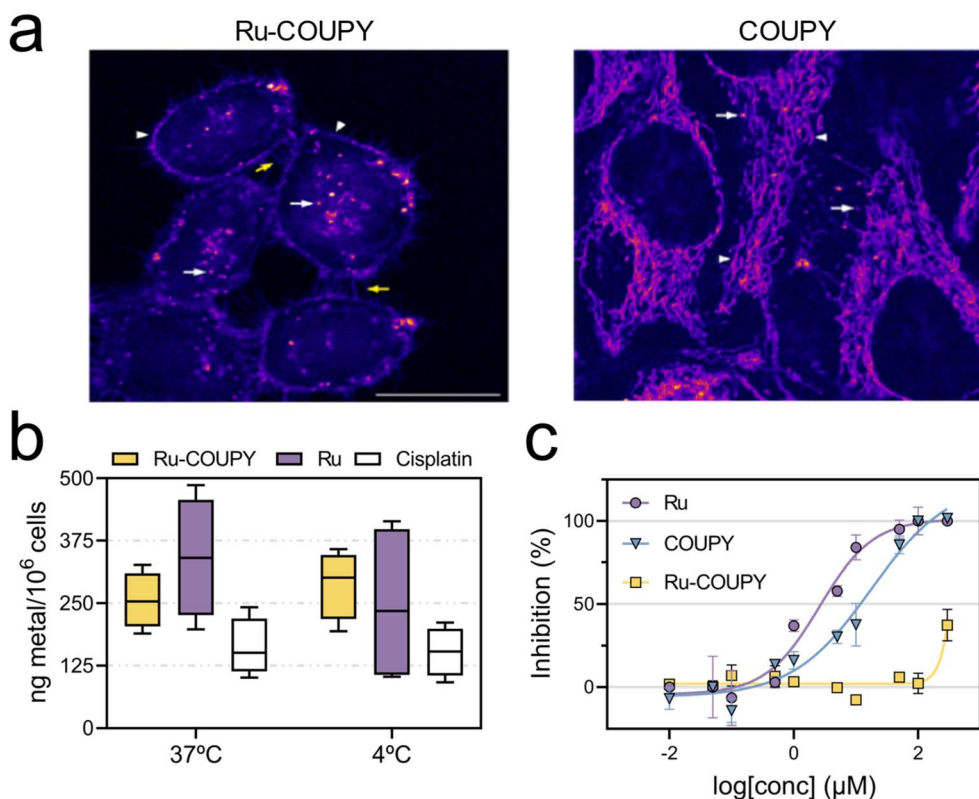 a
Ru-COUPY
COUPY
b
Ru-COUPY Ru Cisplatin
ng metal/10⁶ cells
500
375
250
125
0
37ºC 4ºC
c
Ru
COUPY
Ru-COUPY
Inhibition (%)
100
50
0
-2 0 2
log[conc] (µM)